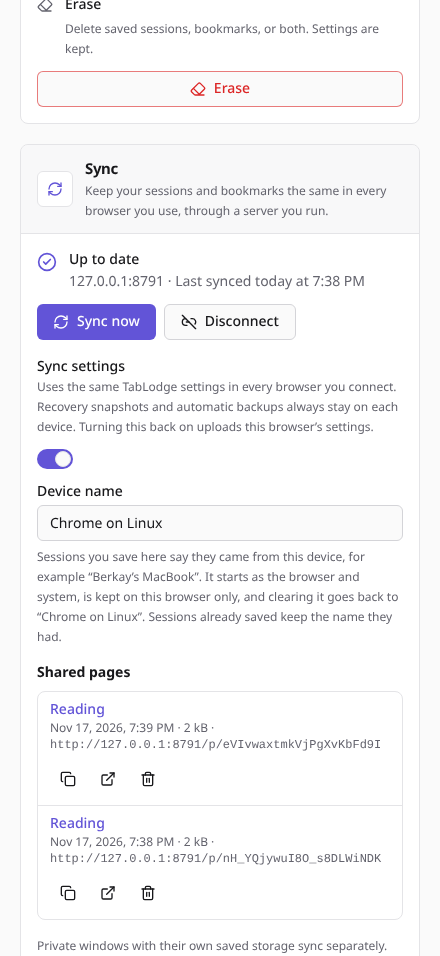 Erase
Delete saved sessions, bookmarks, or both. Settings are
kept.
Erase
Sync
Keep your sessions and bookmarks the same in every
browser you use, through a server you run.
Up to date
127.0.0.1:8791 · Last synced today at 7:38 PM
Sync now
Disconnect
Sync settings
Uses the same TabLodge settings in every browser you connect.
Recovery snapshots and automatic backups always stay on each
device. Turning this back on uploads this browser’s settings.
Device name
Chrome on Linux
Sessions you save here say they came from this device, for
example “Berkay’s MacBook”. It starts as the browser and
system, is kept on this browser only, and clearing it goes back to
“Chrome on Linux”. Sessions already saved keep the name they
had.
Shared pages
Reading
Nov 17, 2026, 7:39 PM · 2 kB ·
http://127.0.0.1:8791/p/eVIvwaxtmkVjPgXvKbFd9I
Reading
Nov 17, 2026, 7:38 PM · 2 kB ·
http://127.0.0.1:8791/p/nH_YQjywuI8O_s8DLWiNDK
Private windows with their own saved storage sync separately.